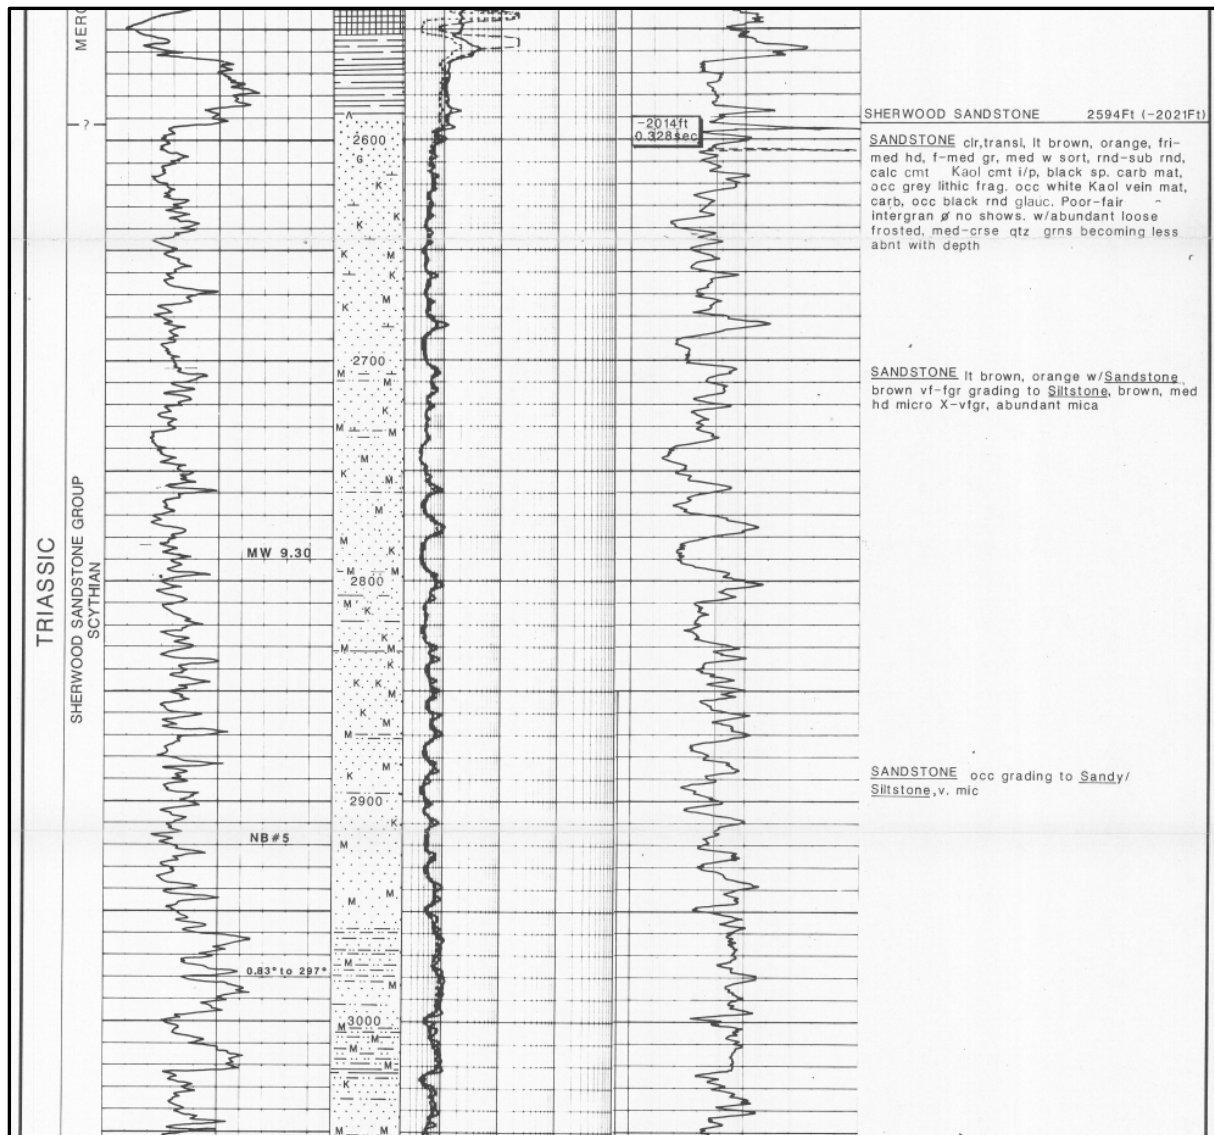 MERC
?
TRIASSIC
SHERWOOD SANDSTONE GROUP
SCYTHIAN
MW 9.30
NB#5
0.83° to 297°
2600
G
K
K
K
M
K
M
K
2700
M
M
K
M
M
M
K
M
M
M
M
M
2800
M
K
K
M
M
K
K
K
M
K
M
M
M
K
2900
K
M
M
M
M
M
3000
M
M
M
M
K
M
M
-2014ft
0.328sec
SHERWOOD SANDSTONE 2594Ft (-2021Ft)
SANDSTONE clr,transl, lt brown, orange, fri-
med hd, f-med gr, med w sort, rnd-sub rnd,
calc cmt Kaol cmt i/p, black sp. carb mat,
occ grey lithic frag. occ white Kaol vein mat,
carb, occ black rnd glauc. Poor-fair
intergran ø no shows. w/abundant loose
frosted, med-crse qtz grns becoming less
abnt with depth
SANDSTONE lt brown, orange w/Sandstone
brown vf-fgr grading to Siltstone, brown, med
hd micro X-vfgr, abundant mica
SANDSTONE occ grading to Sandy/
Siltstone,v. mic